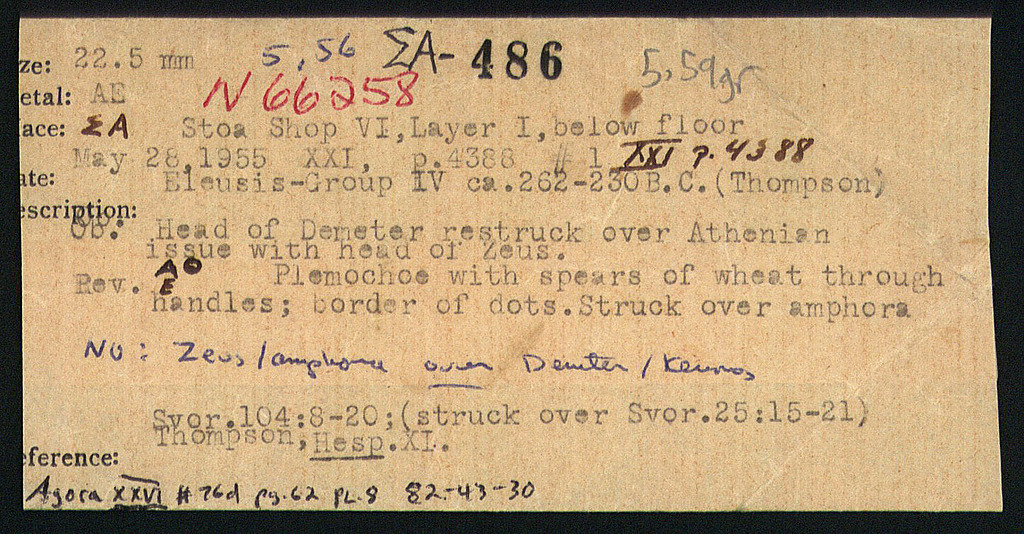 ze: 22.5 mm 5,56 ΣΑ-486 5,59gr
etal: AE N 66258
ace: ΣΑ Stoa Shop VI, Layer I, below floor
May 28,1955 XXI, p.4388 #1 XXI p.4388
ate: Eleusis-Group IV ca.262-230B.C.(Thompson)
escription:
Ob. Head of Demeter restruck over Athenian
issue with head of Zeus.
Rev. ΑΘ Plemochoe with spears of wheat through
Ε
handles; border of dots.Struck over amphora
NO: Zeus/amphora over Demeter/Kernos
Svor.104:8-20;(struck over Svor.25:15-21)
Thompson,Hesp.XI.
eference:
Agora XXVI #76d pg.62 PL.8 82-43-30